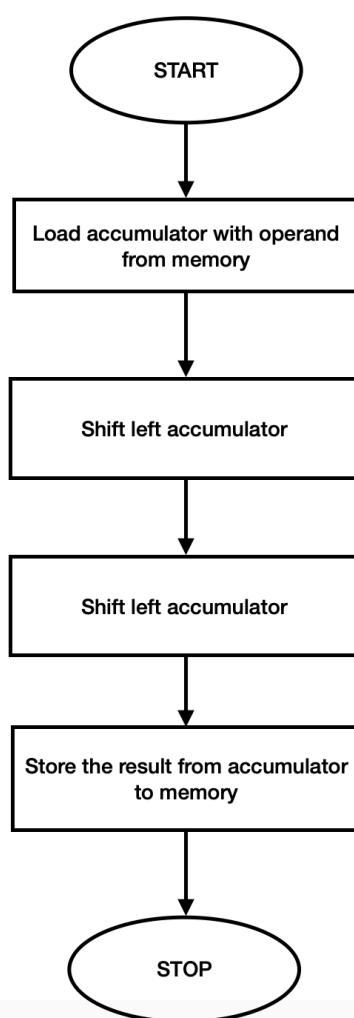 START
Load accumulator with operand
from memory
Shift left accumulator
Shift left accumulator
Store the result from accumulator
to memory
STOP